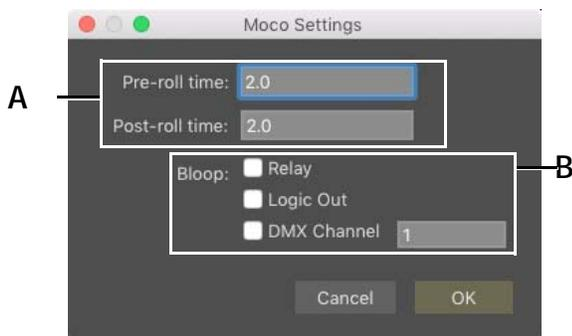 Moco Settings
A
Pre-roll time: 2.0
Post-roll time: 2.0
B
Bloop: Relay
Logic Out
DMX Channel 1
Cancel OK